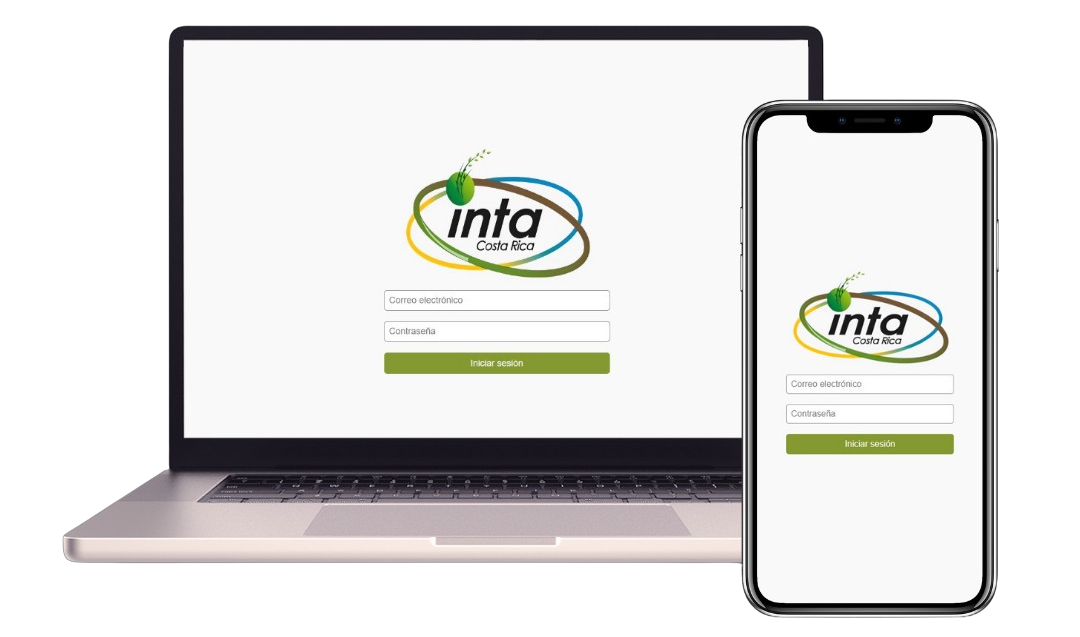 inta
Costa Rica
Correo electrónico
Contraseña
Iniciar sesión
inta
Costa Rica
Correo electrónico
Contraseña
Iniciar sesión